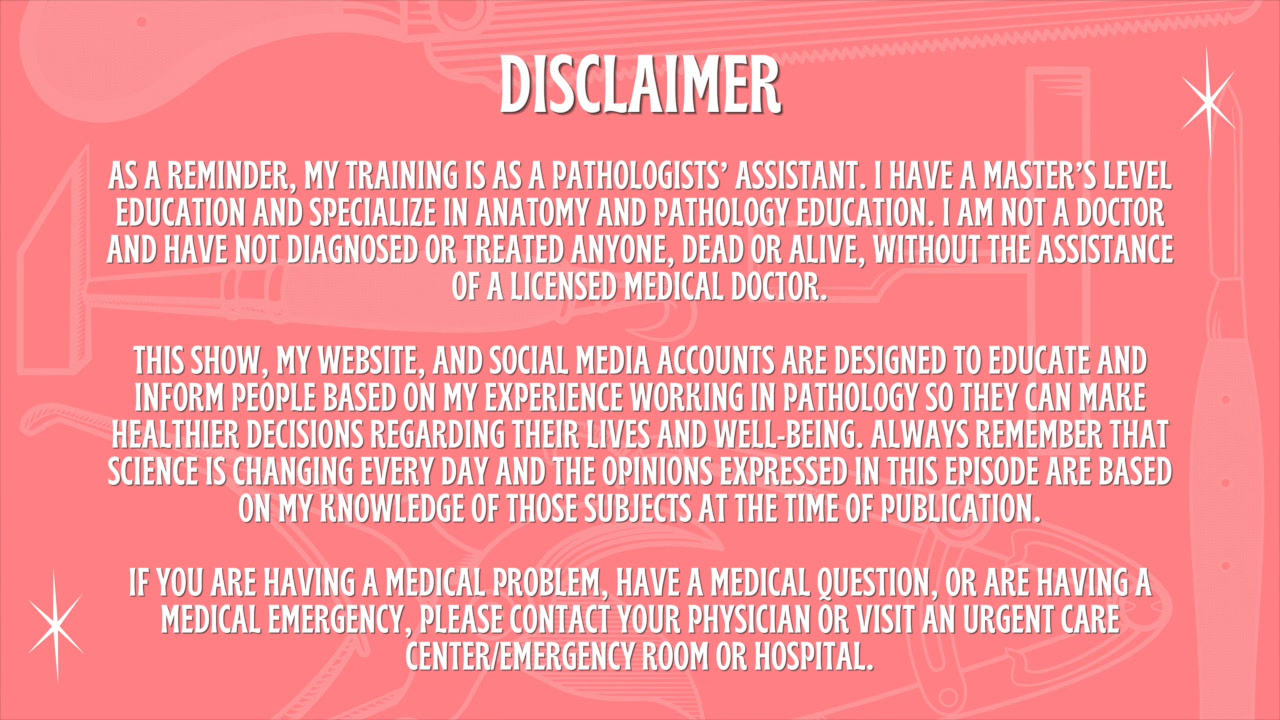 DISCLAIMER
AS A REMINDER, MY TRAINING IS AS A PATHOLOGISTS' ASSISTANT. I HAVE A MASTER'S LEVEL
EDUCATION AND SPECIALIZE IN ANATOMY AND PATHOLOGY EDUCATION. I AM NOT A DOCTOR
AND HAVE NOT DIAGNOSED OR TREATED ANYONE, DEAD OR ALIVE, WITHOUT THE ASSISTANCE
OF A LICENSED MEDICAL DOCTOR.
THIS SHOW, MY WEBSITE, AND SOCIAL MEDIA ACCOUNTS ARE DESIGNED TO EDUCATE AND
INFORM PEOPLE BASED ON MY EXPERIENCE WORKING IN PATHOLOGY SO THEY CAN MAKE
HEALTHIER DECISIONS REGARDING THEIR LIVES AND WELL-BEING. ALWAYS REMEMBER THAT
SCIENCE IS CHANGING EVERY DAY AND THE OPINIONS EXPRESSED IN THIS EPISODE ARE BASED
ON MY KNOWLEDGE OF THOSE SUBJECTS AT THE TIME OF PUBLICATION.
IF YOU ARE HAVING A MEDICAL PROBLEM, HAVE A MEDICAL QUESTION, OR ARE HAVING A
MEDICAL EMERGENCY, PLEASE CONTACT YOUR PHYSICIAN OR VISIT AN URGENT CARE
CENTER/EMERGENCY ROOM OR HOSPITAL.